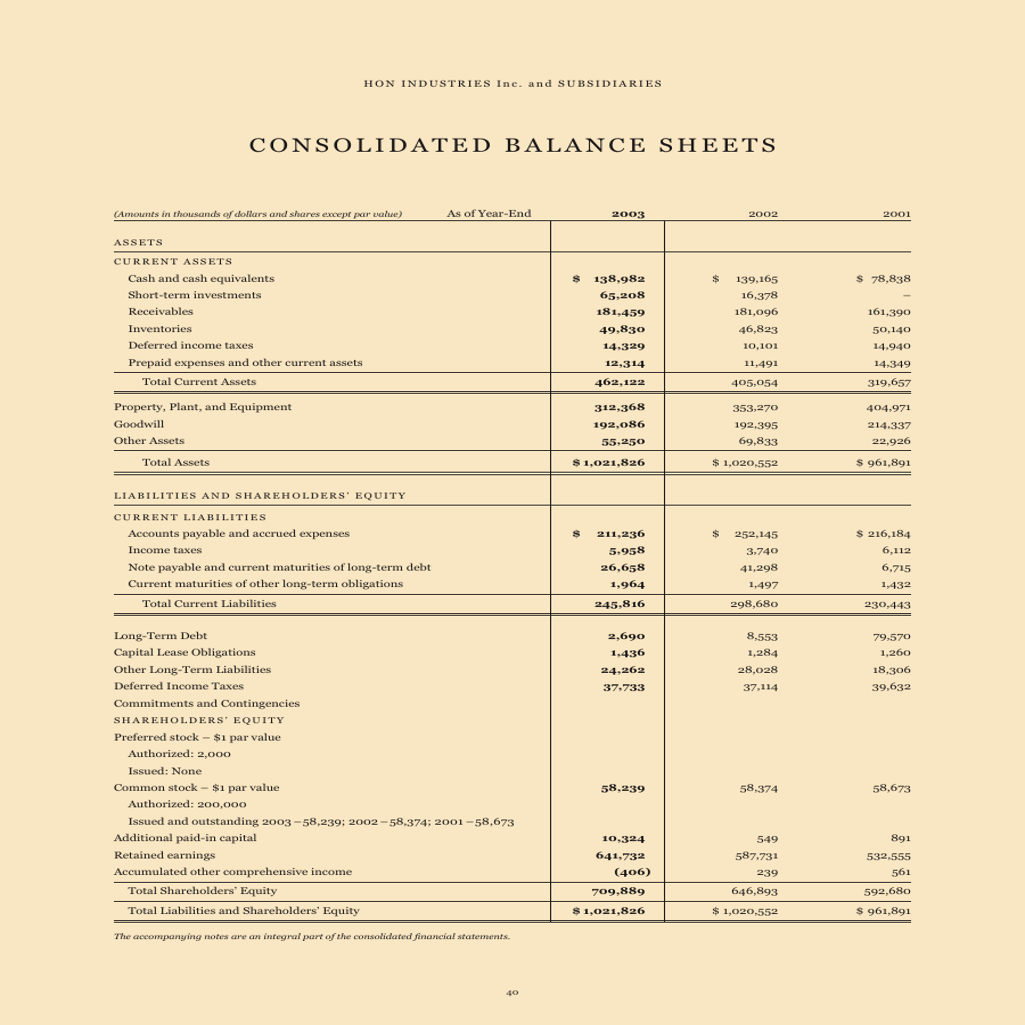 HON INDUSTRIES Inc. and SUBSIDIARIES
CONSOLIDATED BALANCE SHEETS
(Amounts in thousands of dollars and shares except par value) As of Year-End 2003 2002 2001
ASSETS
CURRENT ASSETS
Cash and cash equivalents $ 138,982 $ 139,165 $ 78,838
Short-term investments 65,208 16,378 –
Receivables 181,459 181,096 161,390
Inventories 49,830 46,823 50,140
Deferred income taxes 14,329 10,101 14,940
Prepaid expenses and other current assets 12,314 11,491 14,349
Total Current Assets 462,122 405,054 319,657
Property, Plant, and Equipment 312,368 353,270 404,971
Goodwill 192,086 192,395 214,337
Other Assets 55,250 69,833 22,926
Total Assets $ 1,021,826 $ 1,020,552 $ 961,891
LIABILITIES AND SHAREHOLDERS' EQUITY
CURRENT LIABILITIES
Accounts payable and accrued expenses $ 211,236 $ 252,145 $ 216,184
Income taxes 5,958 3,740 6,112
Note payable and current maturities of long-term debt 26,658 41,298 6,715
Current maturities of other long-term obligations 1,964 1,497 1,432
Total Current Liabilities 245,816 298,680 230,443
Long-Term Debt 2,690 8,553 79,570
Capital Lease Obligations 1,436 1,284 1,260
Other Long-Term Liabilities 24,262 28,028 18,306
Deferred Income Taxes 37,733 37,114 39,632
Commitments and Contingencies
SHAREHOLDERS' EQUITY
Preferred stock – $1 par value
Authorized: 2,000
Issued: None
Common stock – $1 par value 58,239 58,374 58,673
Authorized: 200,000
Issued and outstanding 2003 – 58,239; 2002 – 58,374; 2001 – 58,673
Additional paid-in capital 10,324 549 891
Retained earnings 641,732 587,731 532,555
Accumulated other comprehensive income (406) 239 561
Total Shareholders' Equity 709,889 646,893 592,680
Total Liabilities and Shareholders' Equity $ 1,021,826 $ 1,020,552 $ 961,891
The accompanying notes are an integral part of the consolidated financial statements.
40